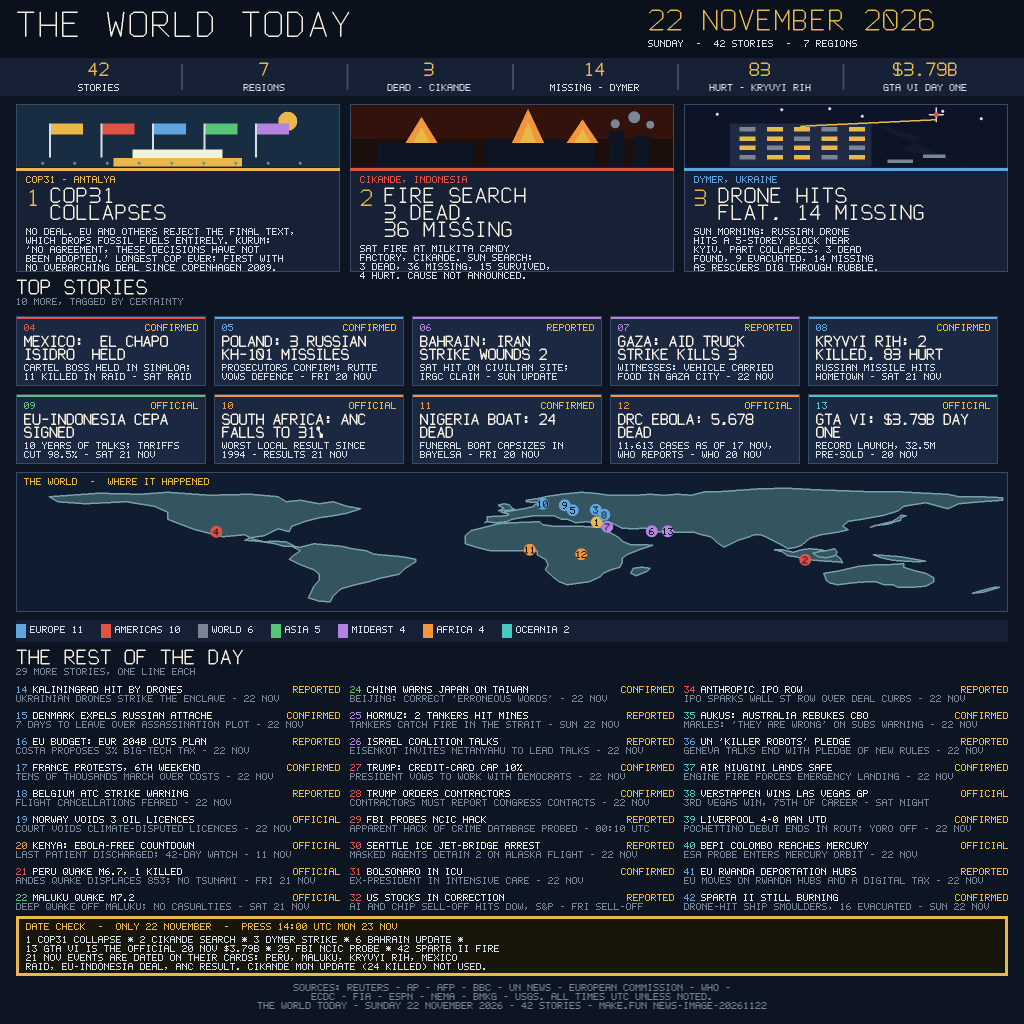 THE WORLD TODAY
22 NOVEMBER 2026
SUNDAY - 42 STORIES - 7 REGIONS
42
STORIES
7
REGIONS
3
DEAD - CIKANDE
14
MISSING - DYMER
83
HURT - KRYVYI RIH
$3.79B
GTA VI DAY ONE
COP31 - ANTALYA
1 COP31
COLLAPSES
NO DEAL. EU AND OTHERS REJECT THE FINAL TEXT,
WHICH DROPS FOSSIL FUELS ENTIRELY. KURUM:
'NO AGREEMENT, THESE DECISIONS HAVE NOT
BEEN ADOPTED.' LONGEST COP EVER; FIRST WITH
NO OVERARCHING DEAL SINCE COPENHAGEN 2009.
CIKANDE, INDONESIA
2 FIRE SEARCH
3 DEAD.
36 MISSING
SAT FIRE AT MILKITA CANDY
FACTORY, CIKANDE. SUN SEARCH:
3 DEAD, 36 MISSING, 15 SURVIVED,
4 HURT. CAUSE NOT ANNOUNCED.
DYMER, UKRAINE
3 DRONE HITS
FLAT. 14 MISSING
SUN MORNING: RUSSIAN DRONE
HITS A 5-STOREY BLOCK NEAR
KYIV. PART COLLAPSES, 3 DEAD
FOUND, 9 EVACUATED, 14 MISSING
AS RESCUERS DIG THROUGH RUBBLE.
TOP STORIES
10 MORE, TAGGED BY CERTAINTY
04 CONFIRMED
MEXICO: EL CHAPO
ISIDRO HELD
CARTEL BOSS HELD IN SINALOA;
11 KILLED IN RAID - SAT RAID
05 CONFIRMED
POLAND: 3 RUSSIAN
KH-101 MISSILES
PROSECUTORS CONFIRM; RUTTE
VOWS DEFENCE - FRI 20 NOV
06 REPORTED
BAHRAIN: IRAN
STRIKE WOUNDS 2
SAT HIT ON CIVILIAN SITE;
IRGC CLAIM - SUN UPDATE
07 REPORTED
GAZA: AID TRUCK
STRIKE KILLS 3
WITNESSES: VEHICLE CARRIED
FOOD IN GAZA CITY - 22 NOV
08 CONFIRMED
KRYVYI RIH: 2
KILLED. 83 HURT
RUSSIAN MISSILE HITS
HOMETOWN - SAT 21 NOV
09 OFFICIAL
EU-INDONESIA CEPA
SIGNED
10 YEARS OF TALKS; TARIFFS
CUT 98.5% - SAT 21 NOV
10 OFFICIAL
SOUTH AFRICA: ANC
FALLS TO 31%
WORST LOCAL RESULT SINCE
1994 - RESULTS 21 NOV
11 CONFIRMED
NIGERIA BOAT: 24
DEAD
FUNERAL BOAT CAPSIZES IN
BAYELSA - FRI 20 NOV
12 OFFICIAL
DRC EBOLA: 5.678
DEAD
11,613 CASES AS OF 17 NOV,
WHO REPORTS - WHO 20 NOV
13 OFFICIAL
GTA VI: $3.79B DAY
ONE
RECORD LAUNCH, 32.5M
PRE-SOLD - 20 NOV
THE WORLD - WHERE IT HAPPENED
10 9 5 3 8
1 7 6 13
4
11 12
2
EUROPE 11 AMERICAS 10 WORLD 6 ASIA 5 MIDEAST 4 AFRICA 4 OCEANIA 2
THE REST OF THE DAY
29 MORE STORIES, ONE LINE EACH
14 KALININGRAD HIT BY DRONES REPORTED
UKRAINIAN DRONES STRIKE THE ENCLAVE - 22 NOV
15 DENMARK EXPELS RUSSIAN ATTACHE CONFIRMED
7 DAYS TO LEAVE OVER ASSASSINATION PLOT - 22 NOV
16 EU BUDGET: EUR 204B CUTS PLAN REPORTED
COSTA PROPOSES 3% BIG-TECH TAX - 22 NOV
17 FRANCE PROTESTS, 6TH WEEKEND CONFIRMED
TENS OF THOUSANDS MARCH OVER COSTS - 22 NOV
18 BELGIUM ATC STRIKE WARNING REPORTED
FLIGHT CANCELLATIONS FEARED - 22 NOV
19 NORWAY VOIDS 3 OIL LICENCES OFFICIAL
COURT VOIDS CLIMATE-DISPUTED LICENCES - 22 NOV
20 KENYA: EBOLA-FREE COUNTDOWN OFFICIAL
LAST PATIENT DISCHARGED; 42-DAY WATCH - 11 NOV
21 PERU QUAKE M6.7, 1 KILLED OFFICIAL
ANDES QUAKE DISPLACES 853; NO TSUNAMI - FRI 21 NOV
22 MALUKU QUAKE M7.2 OFFICIAL
DEEP QUAKE OFF MALUKU; NO CASUALTIES - SAT 21 NOV
24 CHINA WARNS JAPAN ON TAIWAN CONFIRMED
BEIJING: CORRECT 'ERRONEOUS WORDS' - 22 NOV
25 HORMUZ: 2 TANKERS HIT MINES REPORTED
TANKERS CATCH FIRE IN THE STRAIT - SUN 22 NOV
26 ISRAEL COALITION TALKS REPORTED
EISENKOT INVITES NETANYAHU TO LEAD TALKS - 22 NOV
27 TRUMP: CREDIT-CARD CAP 10% CONFIRMED
PRESIDENT VOWS TO WORK WITH DEMOCRATS - 22 NOV
28 TRUMP ORDERS CONTRACTORS CONFIRMED
CONTRACTORS MUST REPORT CONGRESS CONTACTS - 22 NOV
29 FBI PROBES NCIC HACK REPORTED
APPARENT HACK OF CRIME DATABASE PROBED - 00:10 UTC
30 SEATTLE ICE JET-BRIDGE ARREST REPORTED
MASKED AGENTS DETAIN 2 ON ALASKA FLIGHT - 22 NOV
31 BOLSONARO IN ICU CONFIRMED
EX-PRESIDENT IN INTENSIVE CARE - 22 NOV
32 US STOCKS IN CORRECTION REPORTED
AI AND CHIP SELL-OFF HITS DOW, S&P - FRI SELL-OFF
34 ANTHROPIC IPO ROW REPORTED
IPO SPARKS WALL ST ROW OVER DEAL CURBS - 22 NOV
35 AUKUS: AUSTRALIA REBUKES CBO CONFIRMED
MARLES: 'THEY ARE WRONG' ON SUBS WARNING - 22 NOV
36 UN 'KILLER ROBOTS' PLEDGE REPORTED
GENEVA TALKS END WITH PLEDGE OF NEW RULES - 22 NOV
37 AIR NIUGINI LANDS SAFE CONFIRMED
ENGINE FIRE FORCES EMERGENCY LANDING - 22 NOV
38 VERSTAPPEN WINS LAS VEGAS GP OFFICIAL
3RD VEGAS WIN, 75TH OF CAREER - SAT NIGHT
39 LIVERPOOL 4-0 MAN UTD CONFIRMED
POCHETTINO DEBUT ENDS IN ROUT; YORO OFF - 22 NOV
40 BEPI COLOMBO REACHES MERCURY OFFICIAL
ESA PROBE ENTERS MERCURY ORBIT - 22 NOV
41 EU RWANDA DEPORTATION HUBS REPORTED
EU MOVES ON RWANDA HUBS AND A DIGITAL TAX - 22 NOV
42 SPARTA II STILL BURNING CONFIRMED
DRONE-HIT SHIP SMOULDERS, 16 EVACUATED - SUN 22 NOV
DATE CHECK - ONLY 22 NOVEMBER - PRESS 14:00 UTC MON 23 NOV
1 COP31 COLLAPSE * 2 CIKANDE SEARCH * 3 DYMER STRIKE * 6 BAHRAIN UPDATE *
13 GTA VI IS THE OFFICIAL 20 NOV $3.79B * 29 FBI NCIC PROBE * 42 SPARTA II FIRE
21 NOV EVENTS ARE DATED ON THEIR CARDS: PERU, MALUKU, KRYVYI RIH, MEXICO
RAID, EU-INDONESIA DEAL, ANC RESULT. CIKANDE MON UPDATE (24 KILLED) NOT USED.
SOURCES: REUTERS - AP - AFP - BBC - UN NEWS - EUROPEAN COMMISSION - WHO -
ECDC - FIA - ESPN - NEMA - BMKG - USGS. ALL TIMES UTC UNLESS NOTED.
THE WORLD TODAY - SUNDAY 22 NOVEMBER 2026 - 42 STORIES - MAKE.FUN NEWS-IMAGE-20261122